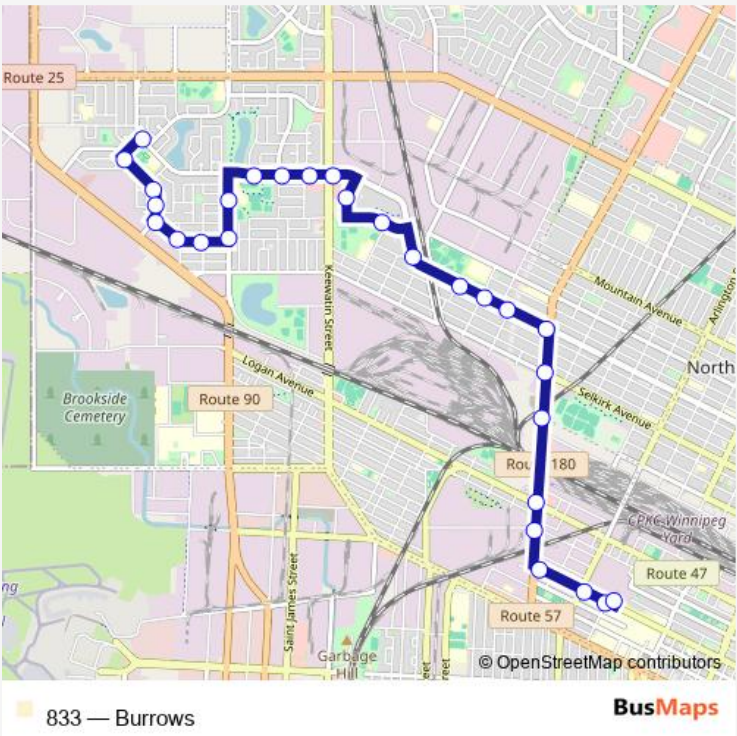 Route 25
Keewatin Street
Mountain Avenue
Arlington
North
Logan Avenue
Brookside
Cemetery
Route 90
Selkirk Avenue
180
CPKC Winnipeg
Yard
Route 47
Saint James Street
Route 57
Garbage
Hill
© OpenStreetMap contributors
833 — Burrows
BusMaps